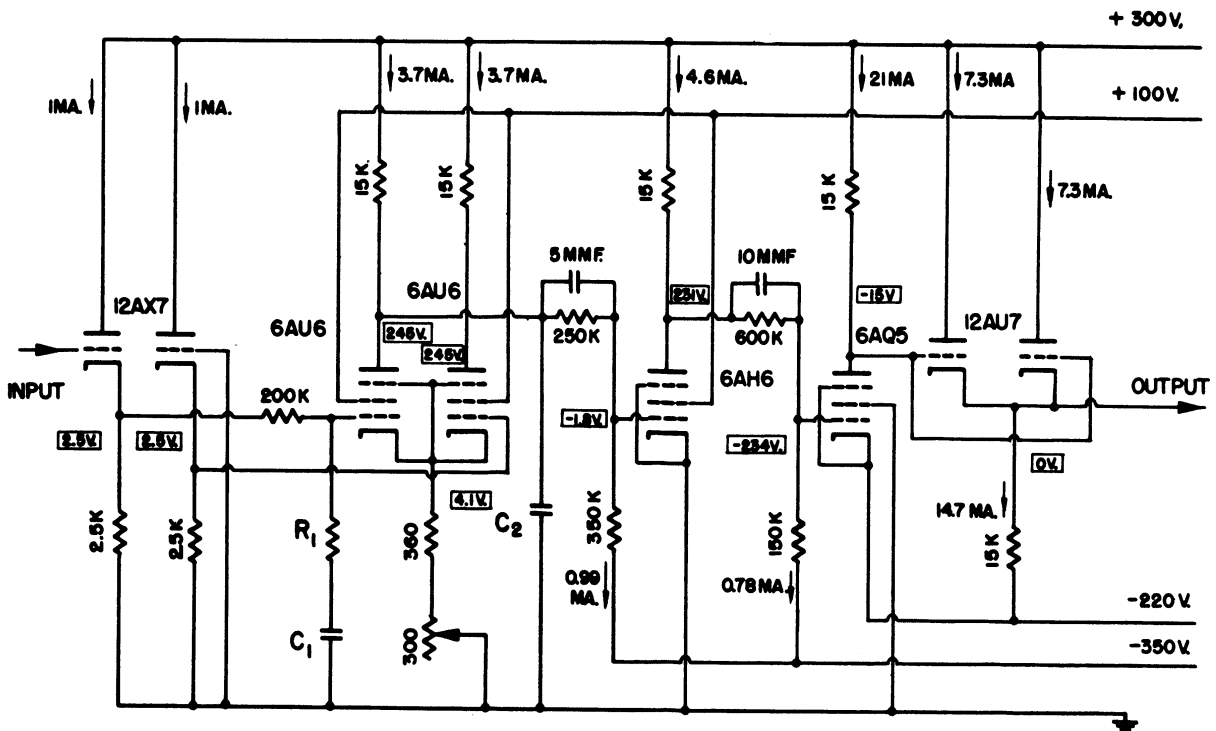 + 300V.
3.7MA.
3.7MA.
4.6MA.
21MA
7.3MA.
1MA.
1MA.
+ 100V.
15K.
15K
15K
15K
7.3MA.
5MMF.
10MMF
12AX7
6AU6
6AU6
245V.
245V.
250K
231V.
600K
-15V
6AQ5
12AU7
INPUT
6AH6
OUTPUT
200K
2.5V.
2.5V.
-1.8V.
-234V.
0V.
4.1V.
2.5K
2.5K
R1
360
C2
350K
150K
14.7 MA.
15K
0.99
MA.
0.78MA.
-220V.
C1
300
-350V.